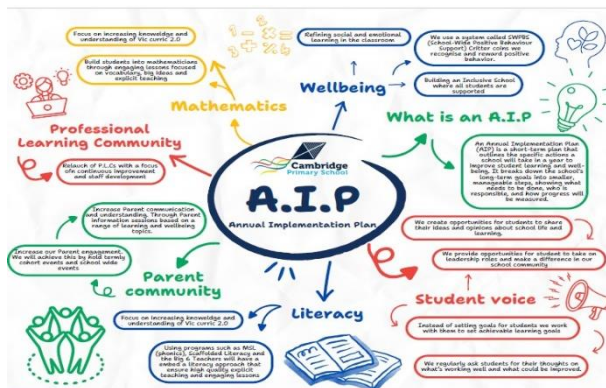 Focus on increasing knowledge and
understanding of Vic curric 2.0
Build students into mathematicians
through engaging lessons focused
on vocabulary, big ideas and
explicit teaching
Mathematics
Refining social and emotional
learning in the classroom
We use a system called SWPBS
(School-Wide Positive Behaviour
Support) Critter coins we
recognise and reward positive
behavior.
Building an Inclusive School
where all students are
supported
Wellbeing
What is an A.I.P
An Annual Implementation Plan
(AIP) is a short-term plan that
outlines the specific actions a
school will take in a year to
improve student learning and well-
being. It breaks down the school's
long-term goals into smaller,
manageable steps, showing what
needs to be done, who is
responsible, and how progress
will be measured.
Professional
Learning Community
Relauch of P.L.Cs with a focus
on continuous improvement
and staff development
Cambridge
Primary School
A.I.P
Annual Implementation Plan
Increase Parent communication
and understanding, Through Parent
information sessions based on a
range of learning and wellbeing
topics.
Increase our Parent engagement,
We will achieve this by hold termly
cohort events and school wide
events
Parent
community
We create opportunities for students to share
their ideas and opinions about school life and
learning.
We provide opportunities for student to take on
leadership roles and make a difference in our
school community
Student voice
Instead of setting goals for students we work
with them to set achievable learning goals
We regularly ask students for their thoughts on
what's working well and what could be improved.
Literacy
Focus on increasing knowledge and
understanding of Vic curric 2.0
Using programs such as MSL
(phonics), Scaffolded Literacy and
the Big 6 Teachers will have a
embed a literacy approach that
ensure high quality explicit
teaching and engaging lessons